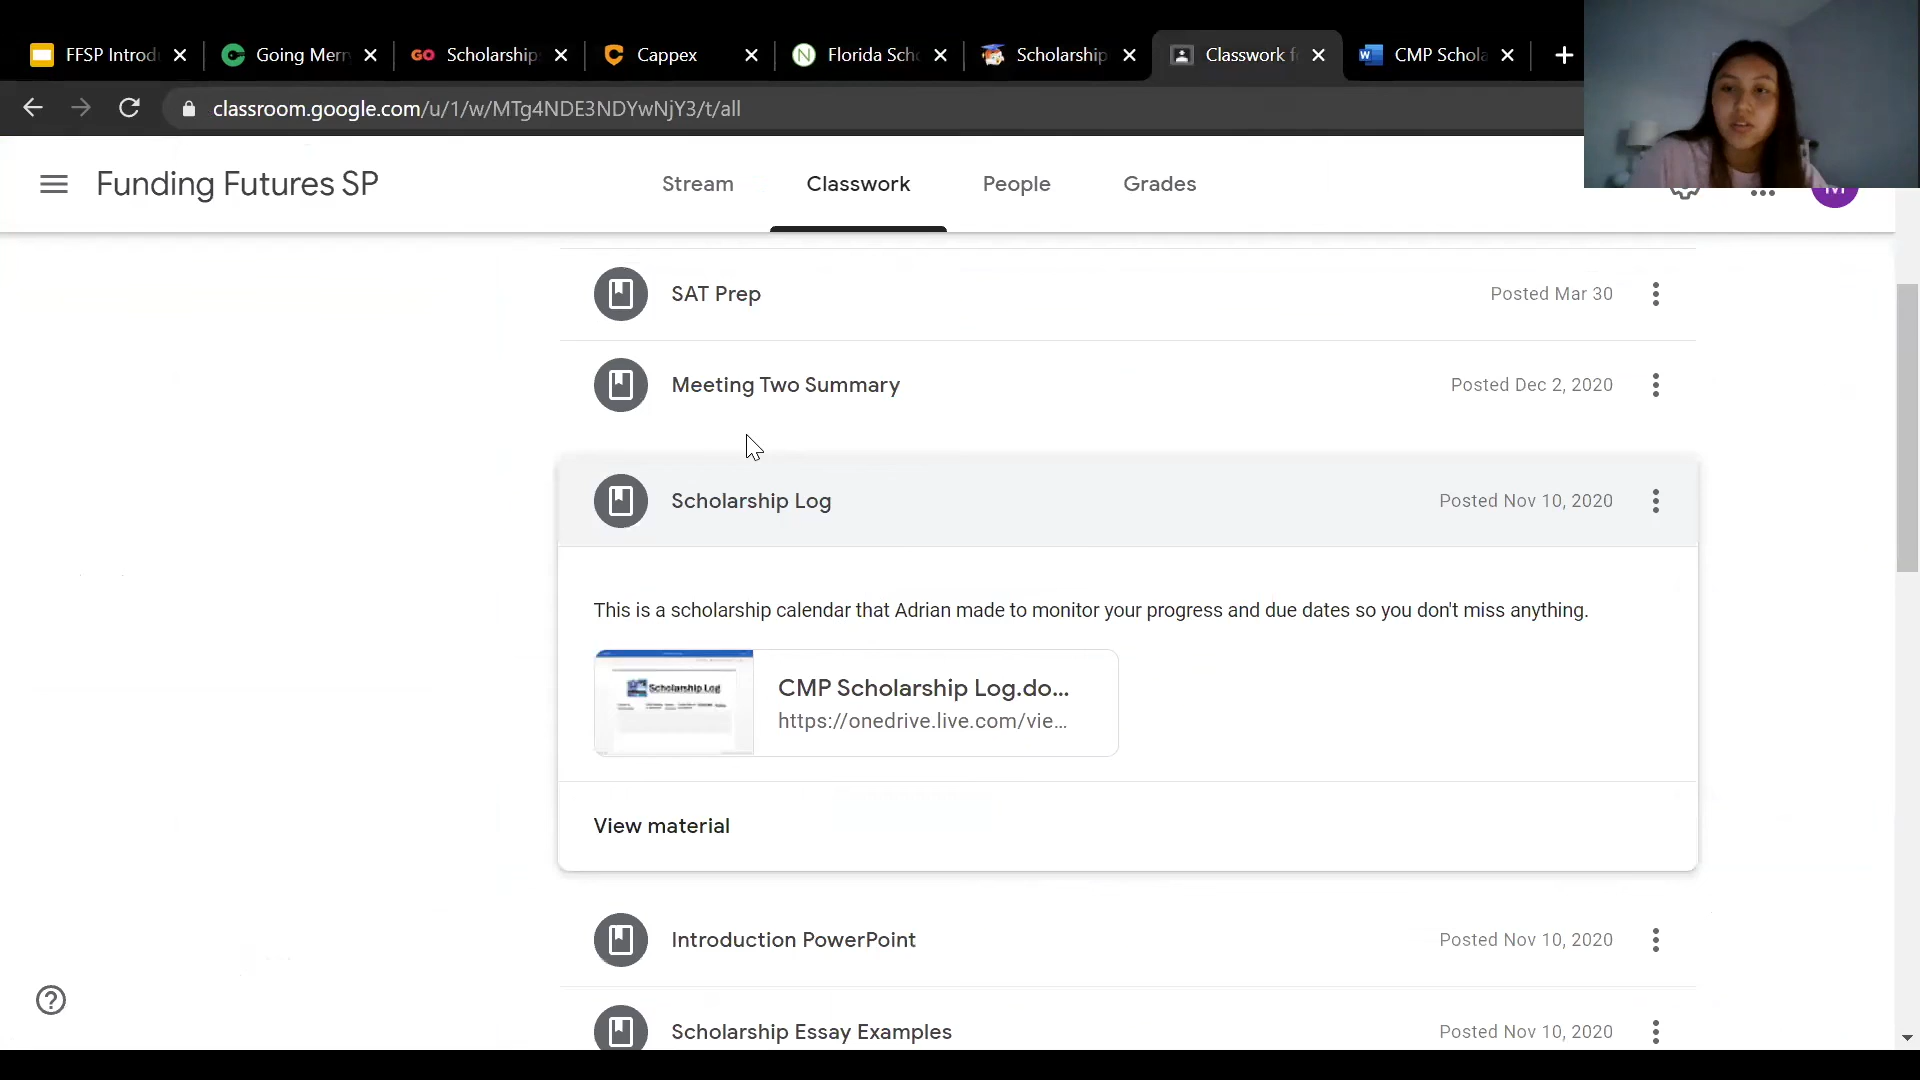 FFSP Introd
Going Merr
GO Scholarship
Cappex
N Florida Scho
Scholarship
Classwork f
W CMP Schola
classroom.google.com/u/1/w/MTg4NDE3NDYwNjY3/t/all
Funding Futures SP
Stream
Classwork
People
Grades
SAT Prep
Posted Mar 30
Meeting Two Summary
Posted Dec 2, 2020
Scholarship Log
Posted Nov 10, 2020
This is a scholarship calendar that Adrian made to monitor your progress and due dates so you don't miss anything.
Scholarship Log
CMP Scholarship Log.do...
https://onedrive.live.com/vie...
View material
Introduction PowerPoint
Posted Nov 10, 2020
Scholarship Essay Examples
Posted Nov 10, 2020